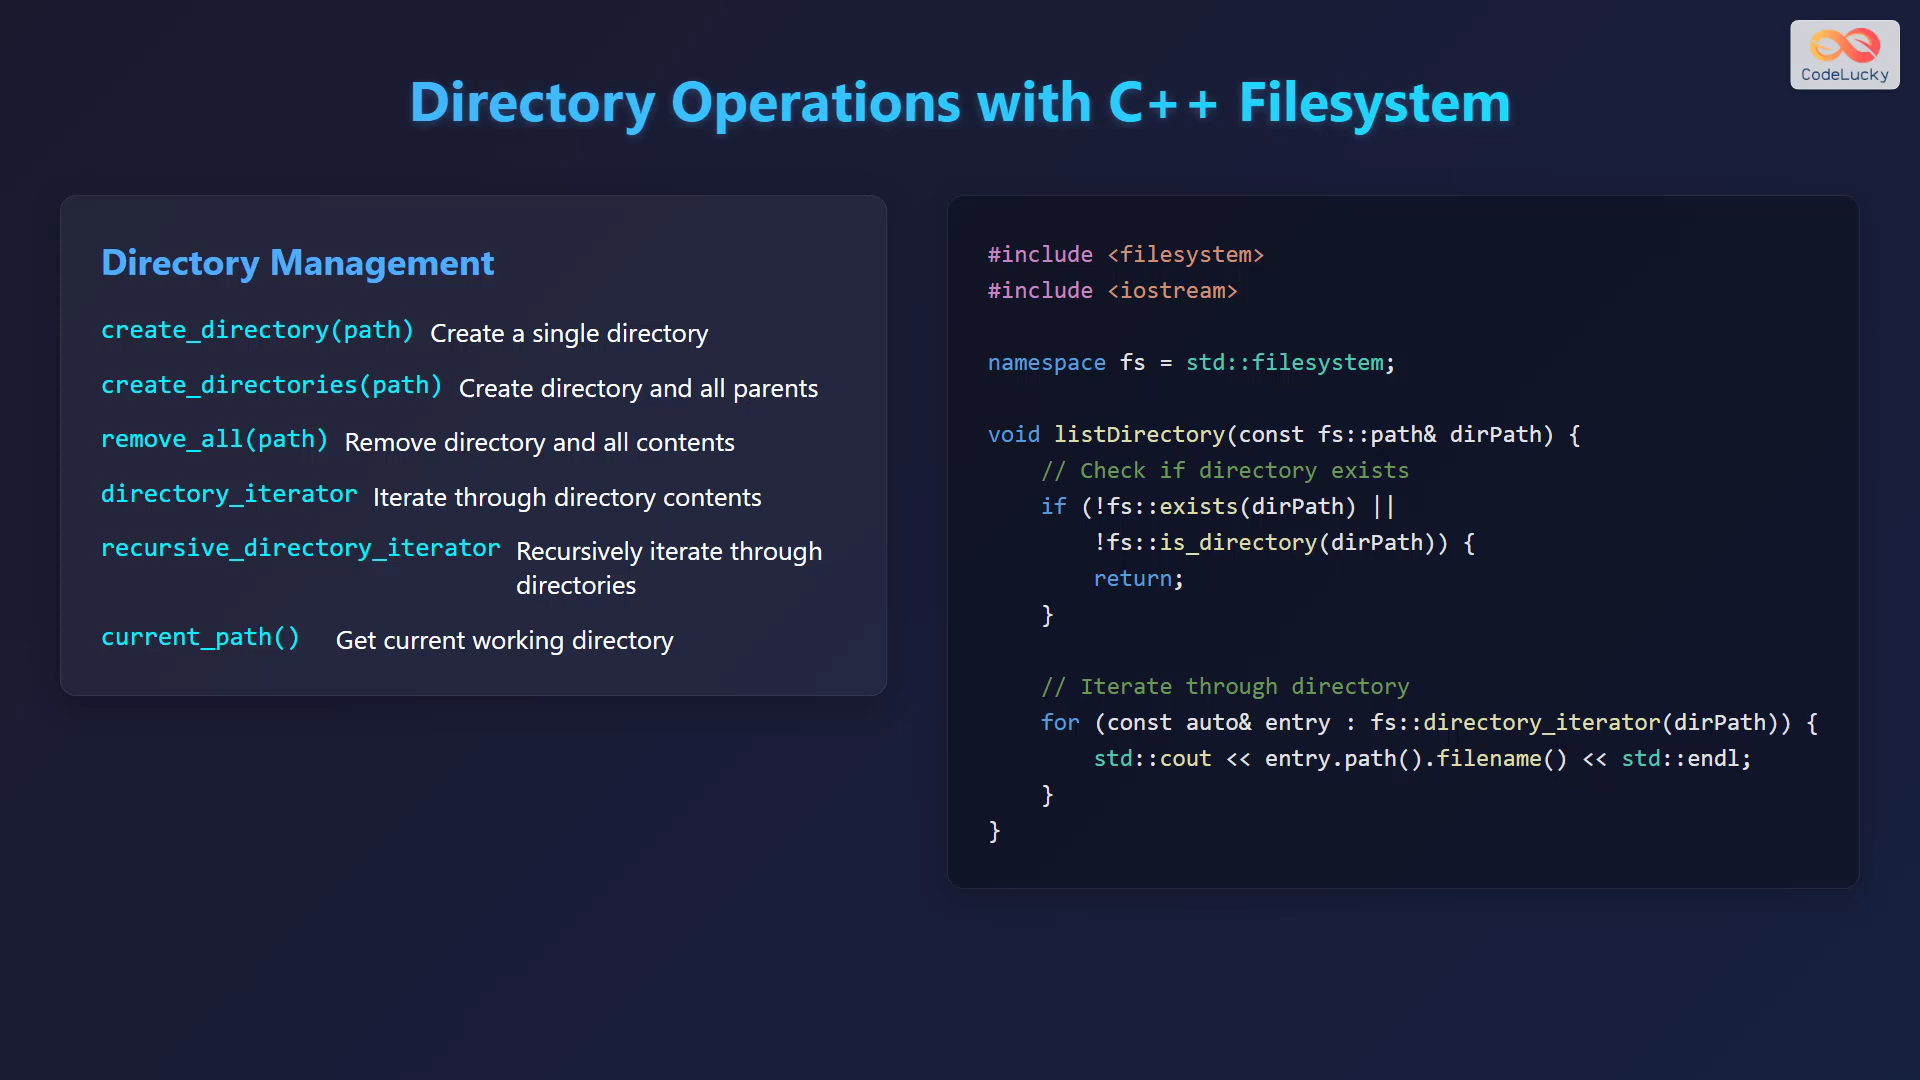 CodeLucky
Directory Operations with C++ Filesystem
Directory Management
create_directory(path) Create a single directory
create_directories(path) Create directory and all parents
remove_all(path) Remove directory and all contents
directory_iterator Iterate through directory contents
recursive_directory_iterator Recursively iterate through
directories
current_path() Get current working directory
#include <filesystem>
#include <iostream>

namespace fs = std::filesystem;

void listDirectory(const fs::path& dirPath) {
    // Check if directory exists
    if (!fs::exists(dirPath) ||
        !fs::is_directory(dirPath)) {
        return;
    }

    // Iterate through directory
    for (const auto& entry : fs::directory_iterator(dirPath)) {
        std::cout << entry.path().filename() << std::endl;
    }
}